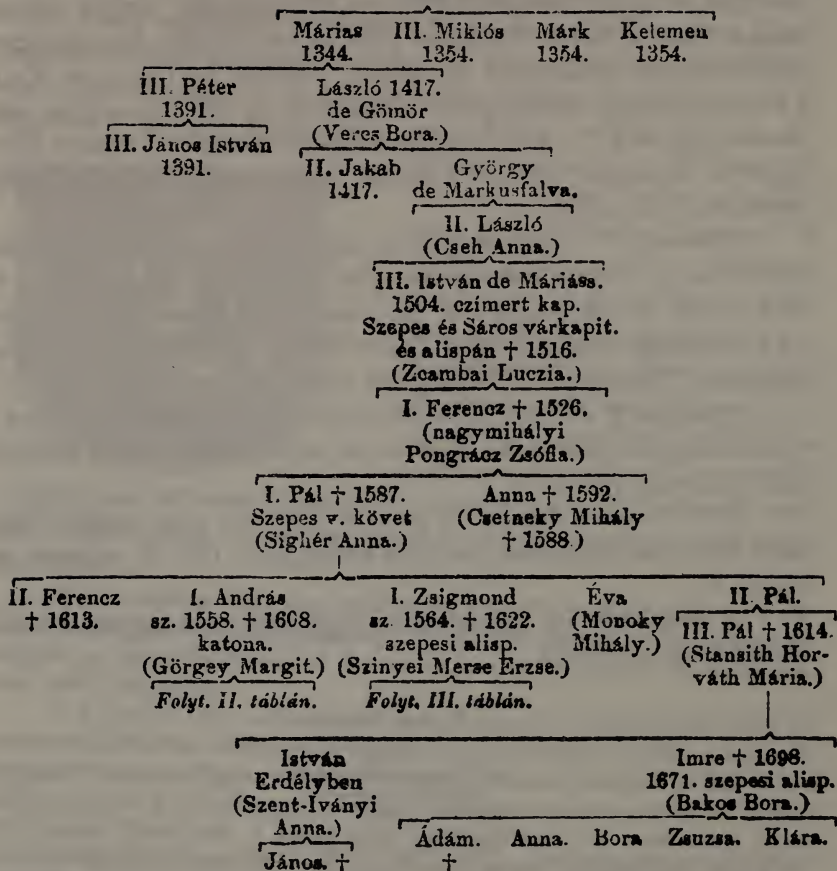 Máriás III. Miklós Márk Kelemen
1344. 1354. 1354. 1354.
III. Péter László 1417.
1391. de Gömör
(Veres Bora.)
III. János István
1391.
II. Jakab György
1417. de Markusfalva.
II. László
(Cseh Anna.)
III. István de Máriáss.
1504. czímert kap.
Szepes és Sáros várkapit.
és alispán † 1516.
(Zcambai Luczia.)
I. Ferencz † 1526.
(nagymihályi
Pongrácz Zsófia.)
I. Pál † 1587. Anna † 1592.
Szepes v. követ (Csetneky Mihály
(Sighér Anna.) † 1588.)
II. Ferencz I. András I. Zsigmond Éva II. Pál.
† 1613. sz. 1558. † 1608. sz. 1564. † 1622. (Monoky III. Pál † 1614.
katona. szepesi alisp. Mihály.) (Stansith Hor-
(Görgey Margit.) (Szinyei Merse Erzse.) váth Mária.)
Folyt. II. táblán. Folyt. III. táblán.
István Imre † 1698.
Erdélyben 1671. szepesi alisp.
(Szent-Iványi (Bakos Bora.)
Anna.)
Ádám. Anna. Bora Zsuzsa. Klára.
János. † †